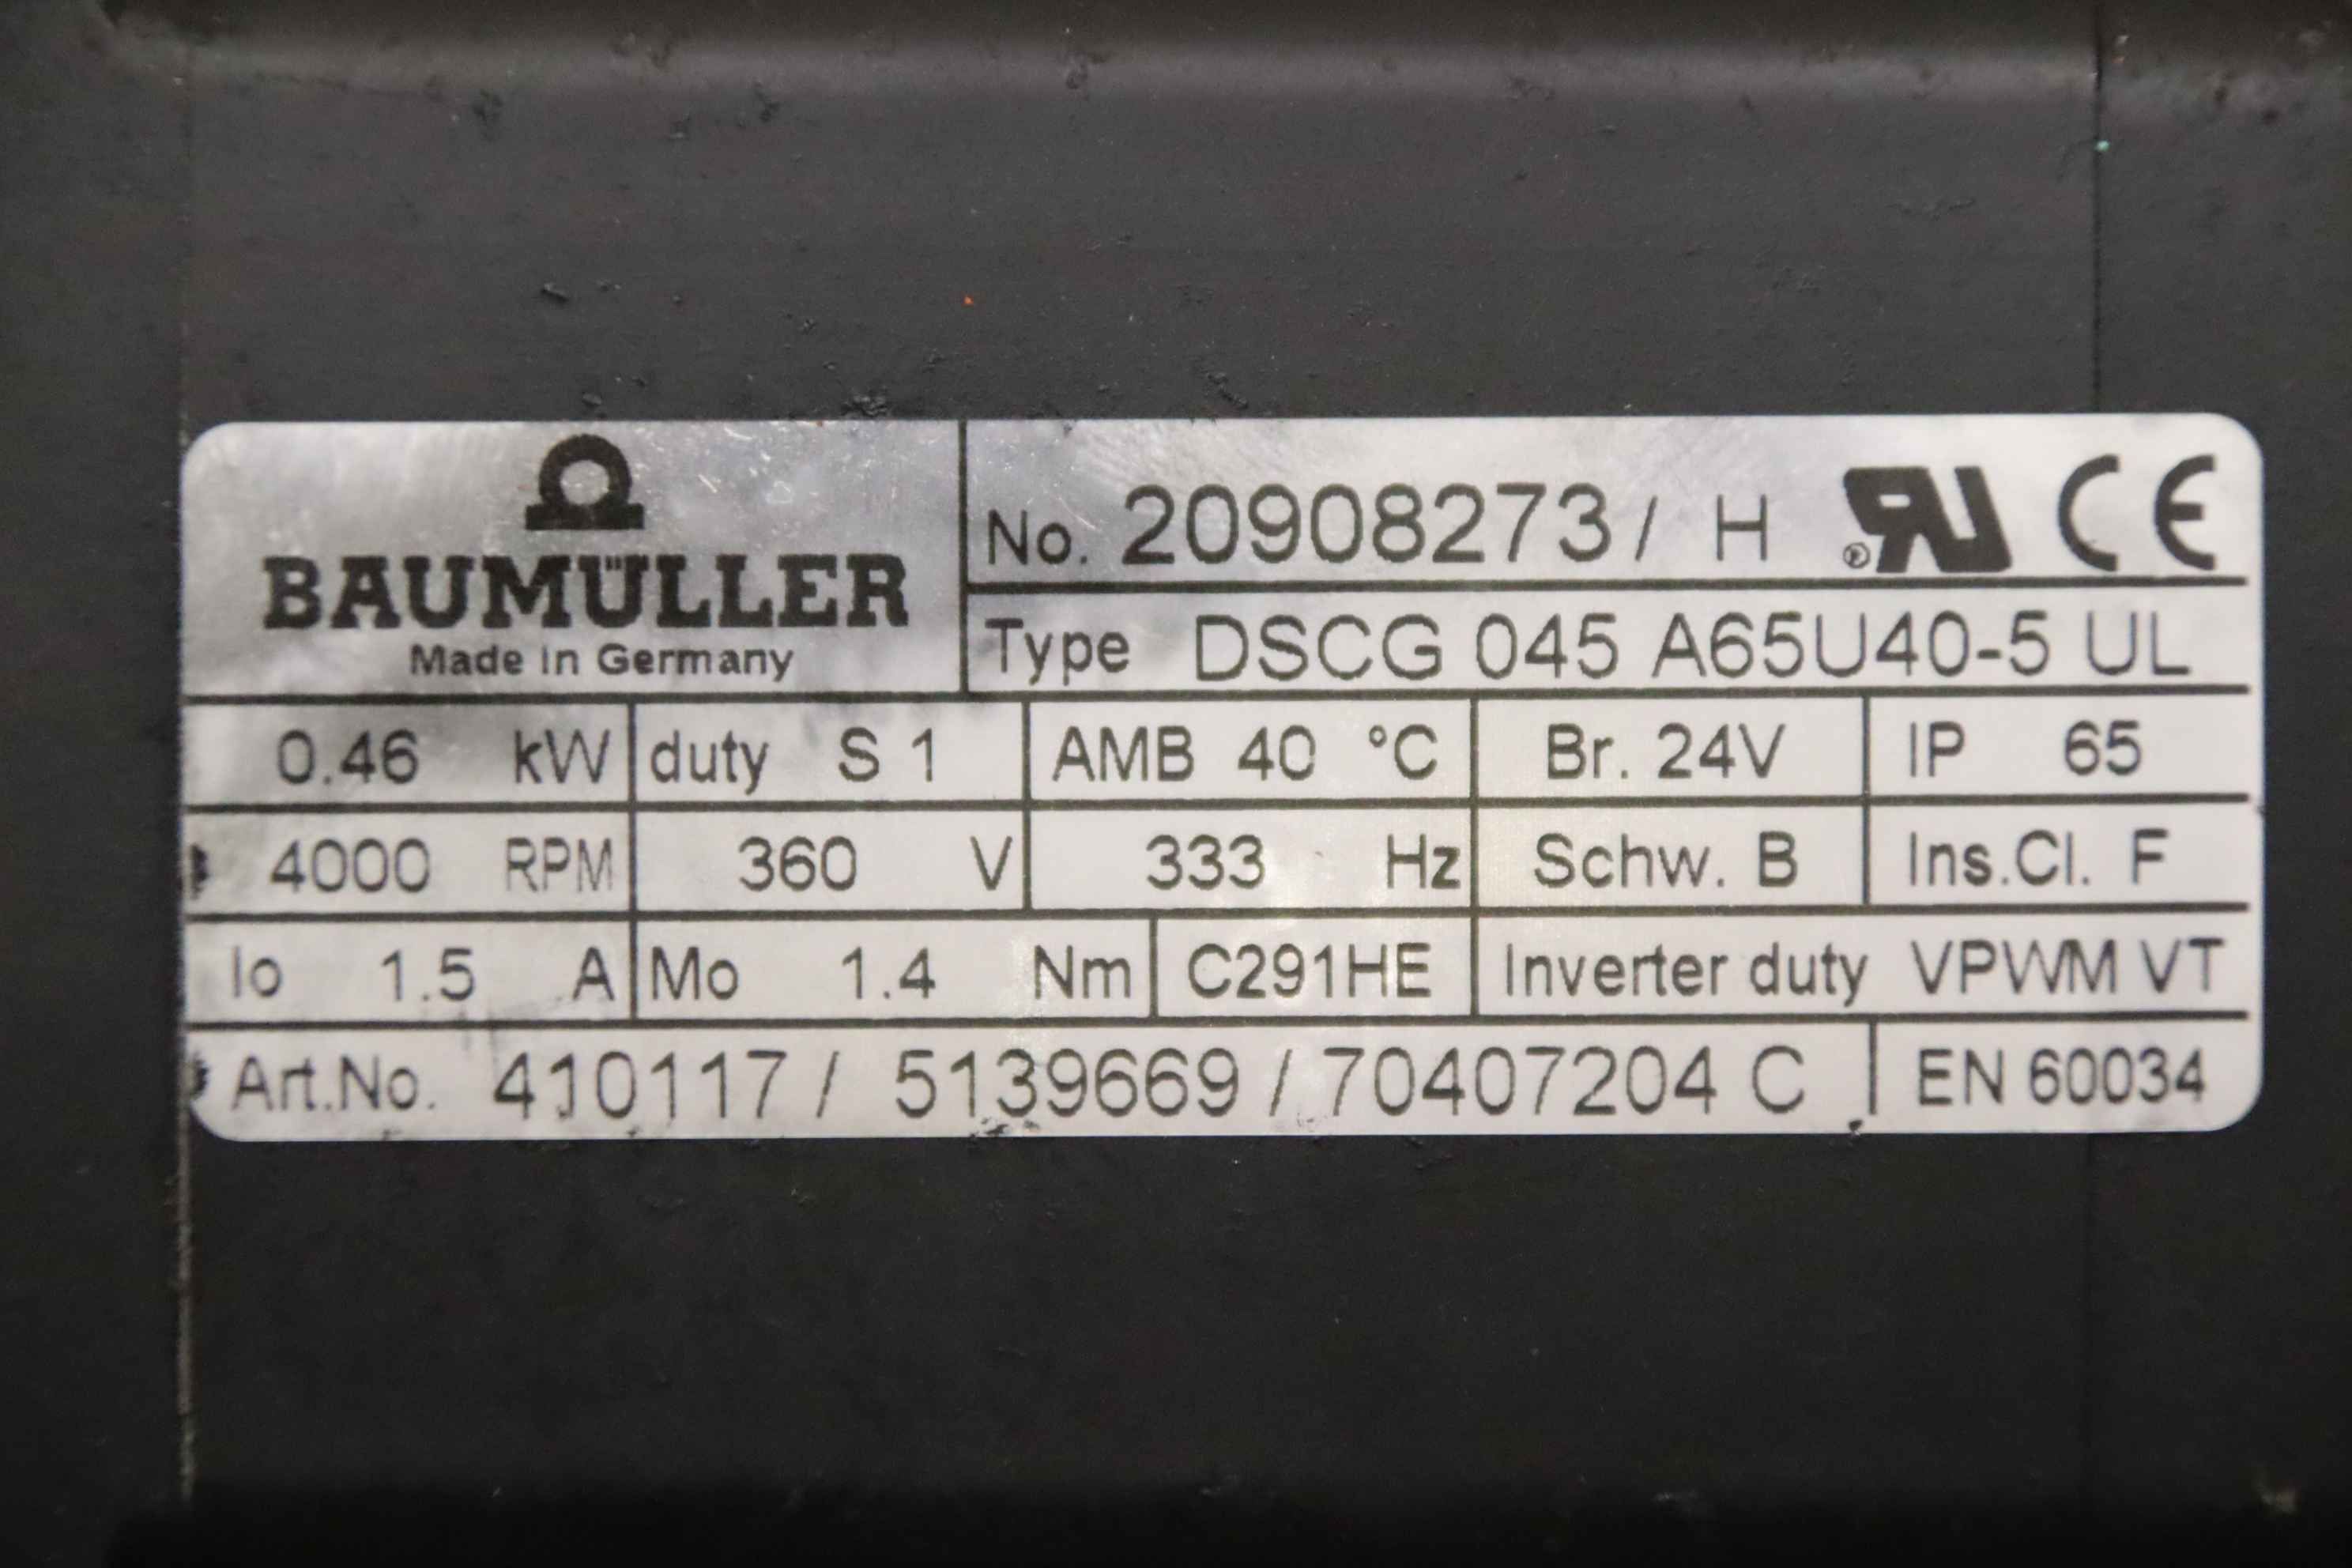 BAUMÜLLER
Made in Germany
No. 20908273 / H ® RU CE
Type DSCG 045 A65U40-5 UL
0.46 kW duty S 1 AMB 40 °C Br. 24V IP 65
4000 RPM 360 V 333 Hz Schw. B Ins.Cl. F
Io 1.5 A Mo 1.4 Nm C291HE Inverter duty VPWM VT
Art.No. 410117 / 5139669 / 70407204 C EN 60034